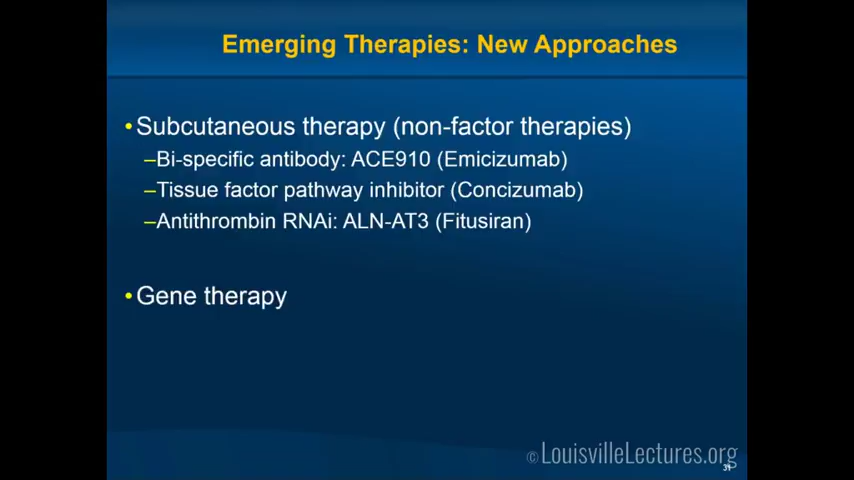 Emerging Therapies: New Approaches
•Subcutaneous therapy (non-factor therapies)
–Bi-specific antibody: ACE910 (Emicizumab)
–Tissue factor pathway inhibitor (Concizumab)
–Antithrombin RNAi: ALN-AT3 (Fitusiran)
•Gene therapy
© LouisvilleLectures.org